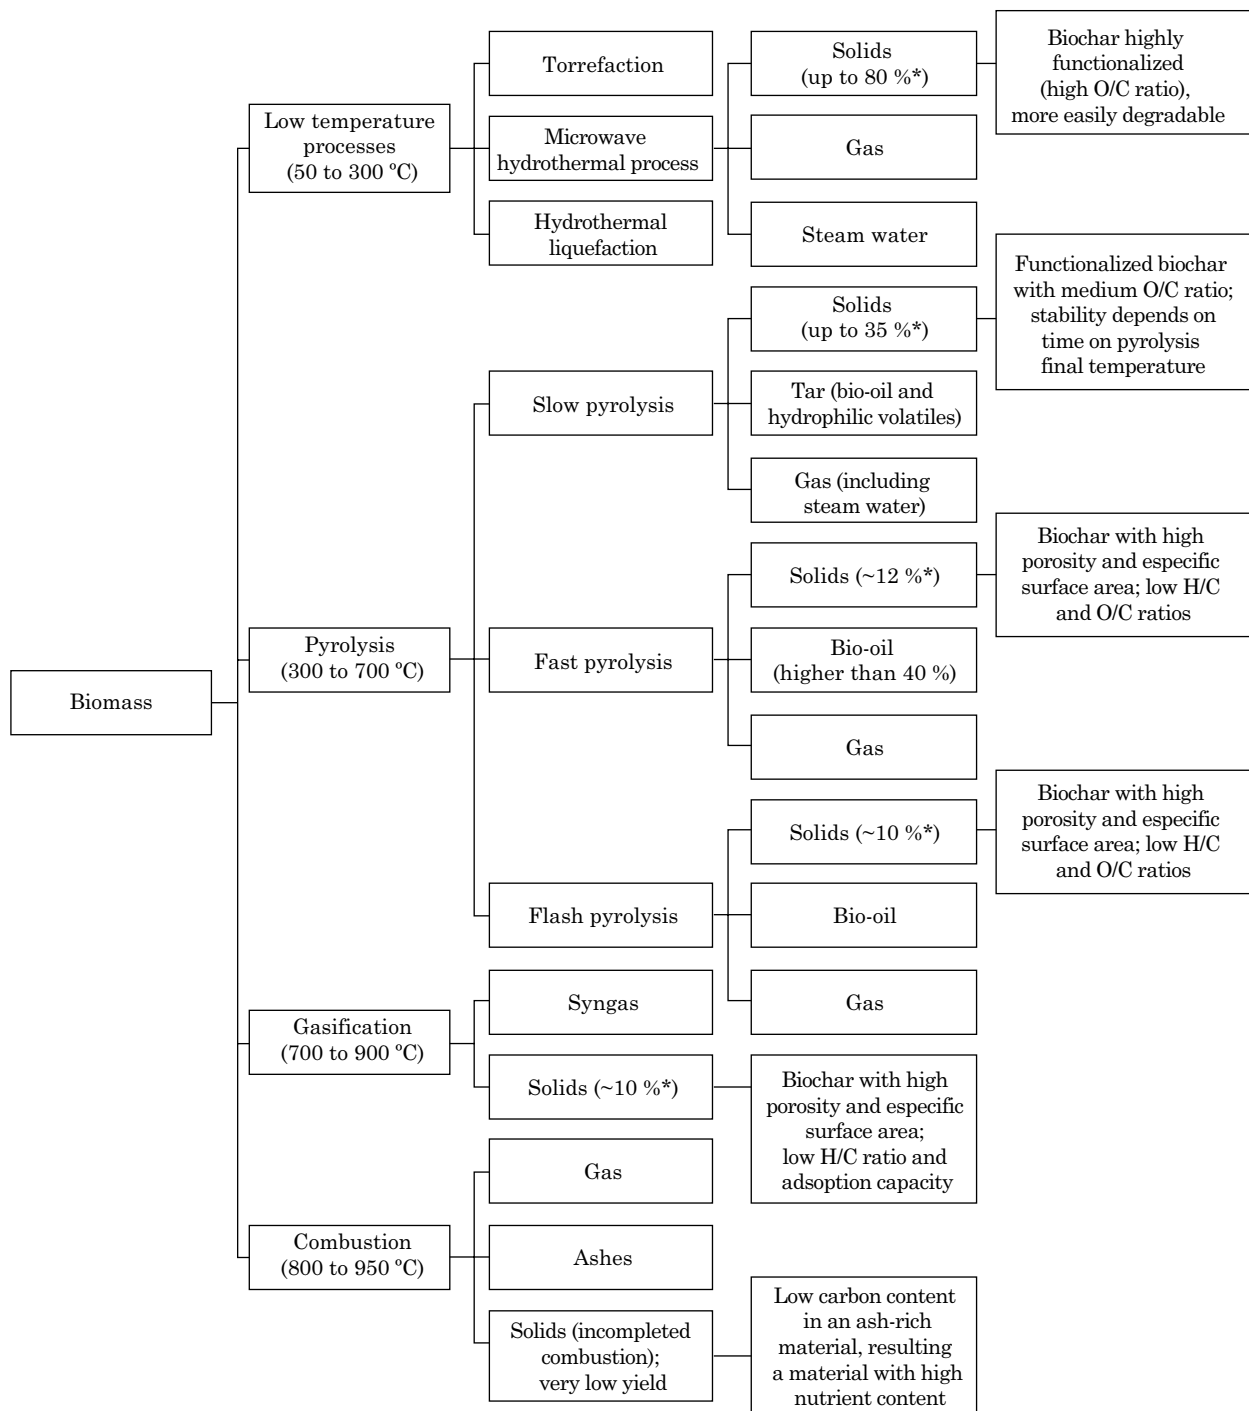 Biomass
Low temperature
processes
(50 to 300 ºC)
Torrefaction
Microwave
hydrothermal process
Hydrothermal
liquefaction
Solids
(up to 80 %*)
Gas
Steam water
Biochar highly
functionalized
(high O/C ratio),
more easily degradable
Pyrolysis
(300 to 700 ºC)
Slow pyrolysis
Solids
(up to 35 %*)
Tar (bio-oil and
hydrophilic volatiles)
Gas (including
steam water)
Functionalized biochar
with medium O/C ratio;
stability depends on
time on pyrolysis
final temperature
Fast pyrolysis
Solids (~12 %*)
Bio-oil
(higher than 40 %)
Gas
Biochar with high
porosity and especific
surface area; low H/C
and O/C ratios
Flash pyrolysis
Solids (~10 %*)
Bio-oil
Gas
Biochar with high
porosity and especific
surface area; low H/C
and O/C ratios
Gasification
(700 to 900 ºC)
Syngas
Solids (~10 %*)
Biochar with high
porosity and especific
surface area;
low H/C ratio and
adsoption capacity
Combustion
(800 to 950 ºC)
Gas
Ashes
Solids (incompleted
combustion);
very low yield
Low carbon content
in an ash-rich
material, resulting
a material with high
nutrient content